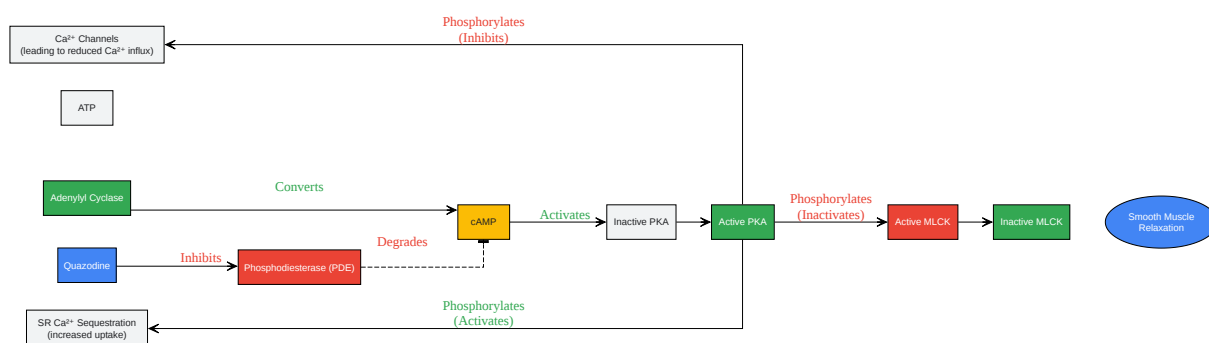 Phosphorylates
(Inhibits)
Ca²⁺ Channels
(leading to reduced Ca²⁺ influx)
ATP
Adenylyl Cyclase
Converts
cAMP
Activates
Inactive PKA
Active PKA
Phosphorylates
(Inactivates)
Active MLCK
Inactive MLCK
Smooth Muscle
Relaxation
Quazodine
Inhibits
Phosphodiesterase (PDE)
Degrades
Phosphorylates
(Activates)
SR Ca²⁺ Sequestration
(increased uptake)